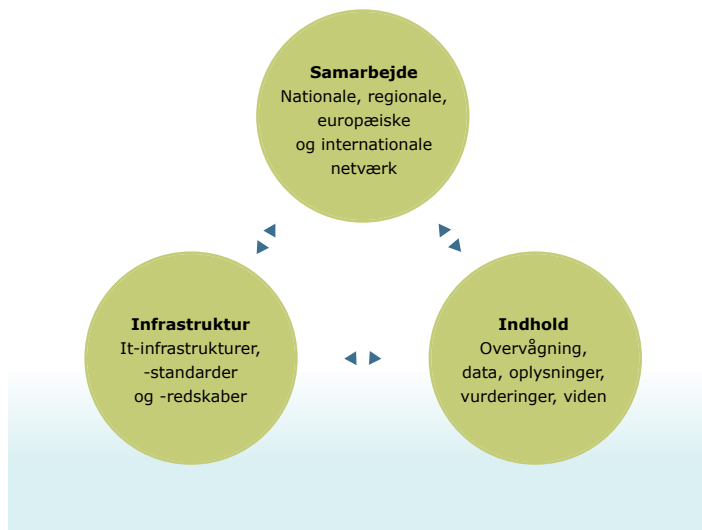 Samarbejde
Nationale, regionale,
europæiske
og internationale
netværk
Infrastruktur
It-infrastrukturer,
-standarder
og -redskaber
Indhold
Overvågning,
data, oplysninger,
vurderinger, viden